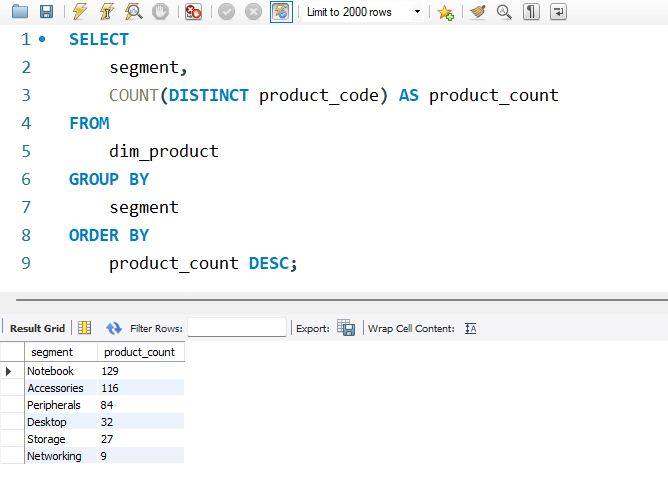 Limit to 2000 rows
1 SELECT
2 segment,
3 COUNT(DISTINCT product_code) AS product_count
4 FROM
5 dim_product
6 GROUP BY
7 segment
8 ORDER BY
9 product_count DESC;
Result Grid Filter Rows: Export: Wrap Cell Content:
segment product_count
Notebook 129
Accessories 116
Peripherals 84
Desktop 32
Storage 27
Networking 9